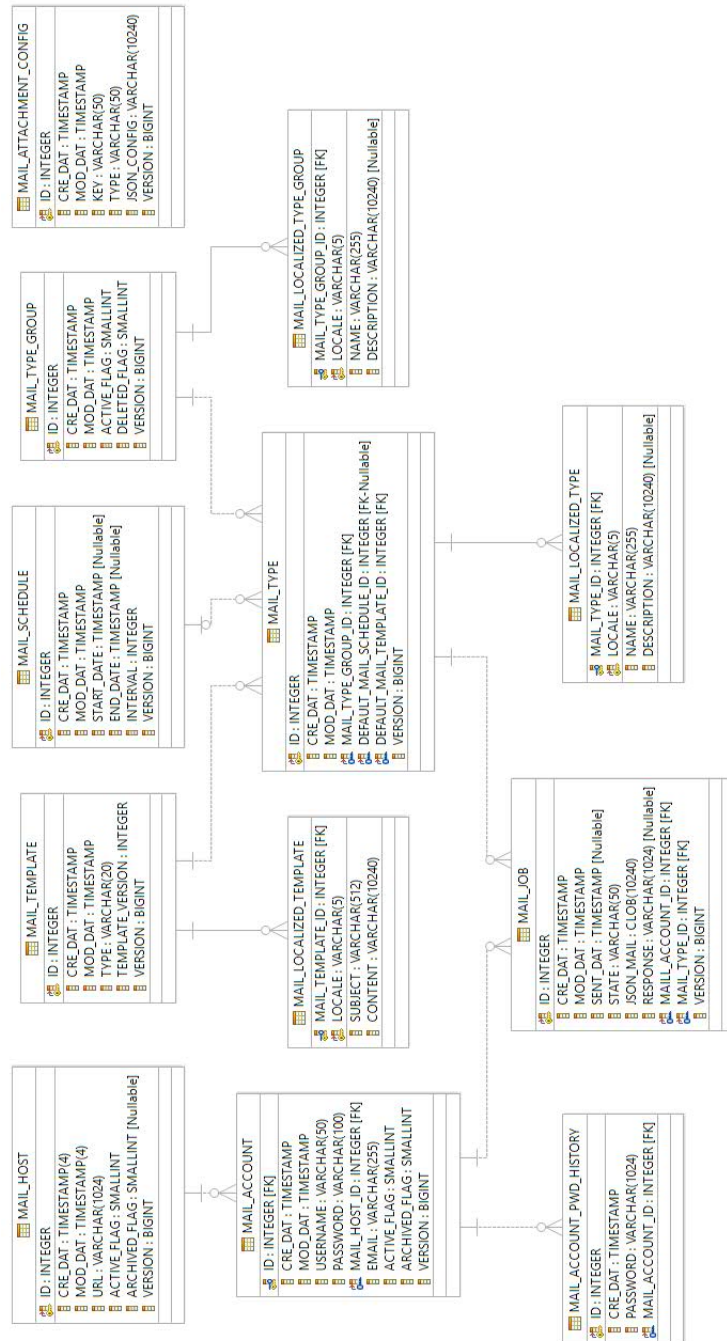 MAIL_HOST
ID : INTEGER
CRE_DAT : TIMESTAMP(4)
MOD_DAT : TIMESTAMP(4)
URL : VARCHAR(1024)
ACTIVE_FLAG : SMALLINT
ARCHIVED_FLAG : SMALLINT [Nullable]
VERSION : BIGINT
MAIL_TEMPLATE
ID : INTEGER
CRE_DAT : TIMESTAMP
MOD_DAT : TIMESTAMP
TYPE : VARCHAR(20)
TEMPLATE_VERSION : INTEGER
VERSION : BIGINT
MAIL_SCHEDULE
ID : INTEGER
CRE_DAT : TIMESTAMP
MOD_DAT : TIMESTAMP
START_DATE : TIMESTAMP [Nullable]
END_DATE : TIMESTAMP [Nullable]
INTERVAL : INTEGER
VERSION : BIGINT
MAIL_TYPE_GROUP
ID : INTEGER
CRE_DAT : TIMESTAMP
MOD_DAT : TIMESTAMP
ACTIVE_FLAG : SMALLINT
DELETED_FLAG : SMALLINT
VERSION : BIGINT
MAIL_ATTACHMENT_CONFIG
ID : INTEGER
CRE_DAT : TIMESTAMP
MOD_DAT : TIMESTAMP
KEY : VARCHAR(50)
TYPE : VARCHAR(50)
JSON_CONFIG : VARCHAR(10240)
VERSION : BIGINT
MAIL_ACCOUNT
ID : INTEGER [FK]
CRE_DAT : TIMESTAMP
MOD_DAT : TIMESTAMP
USERNAME : VARCHAR(50)
PASSWORD : VARCHAR(100)
MAIL_HOST_ID : INTEGER [FK]
EMAIL : VARCHAR(255)
ACTIVE_FLAG : SMALLINT
ARCHIVED_FLAG : SMALLINT
VERSION : BIGINT
MAIL_LOCALIZED_TEMPLATE
MAIL_TEMPLATE_ID : INTEGER [FK]
LOCALE : VARCHAR(5)
SUBJECT : VARCHAR(512)
CONTENT : VARCHAR(10240)
MAIL_TYPE
ID : INTEGER
CRE_DAT : TIMESTAMP
MOD_DAT : TIMESTAMP
MAIL_TYPE_GROUP_ID : INTEGER [FK]
DEFAULT_MAIL_SCHEDULE_ID : INTEGER [FK-Nullable]
DEFAULT_MAIL_TEMPLATE_ID : INTEGER [FK]
VERSION : BIGINT
MAIL_LOCALIZED_TYPE_GROUP
MAIL_TYPE_GROUP_ID : INTEGER [FK]
LOCALE : VARCHAR(5)
NAME : VARCHAR(255)
DESCRIPTION : VARCHAR(10240) [Nullable]
MAIL_ACCOUNT_PWD_HISTORY
ID : INTEGER
CRE_DAT : TIMESTAMP
PASSWORD : VARCHAR(1024)
MAIL_ACCOUNT_ID : INTEGER [FK]
MAIL_JOB
ID : INTEGER
CRE_DAT : TIMESTAMP
MOD_DAT : TIMESTAMP
SENT_DAT : TIMESTAMP [Nullable]
STATE : VARCHAR(50)
JSON_MAIL : CLOB(10240)
RESPONSE : VARCHAR(1024) [Nullable]
MAILL_ACCOUNT_ID : INTEGER [FK]
MAIL_TYPE_ID : INTEGER [FK]
VERSION : BIGINT
MAIL_LOCALIZED_TYPE
MAIL_TYPE_ID : INTEGER [FK]
LOCALE : VARCHAR(5)
NAME : VARCHAR(255)
DESCRIPTION : VARCHAR(10240) [Nullable]